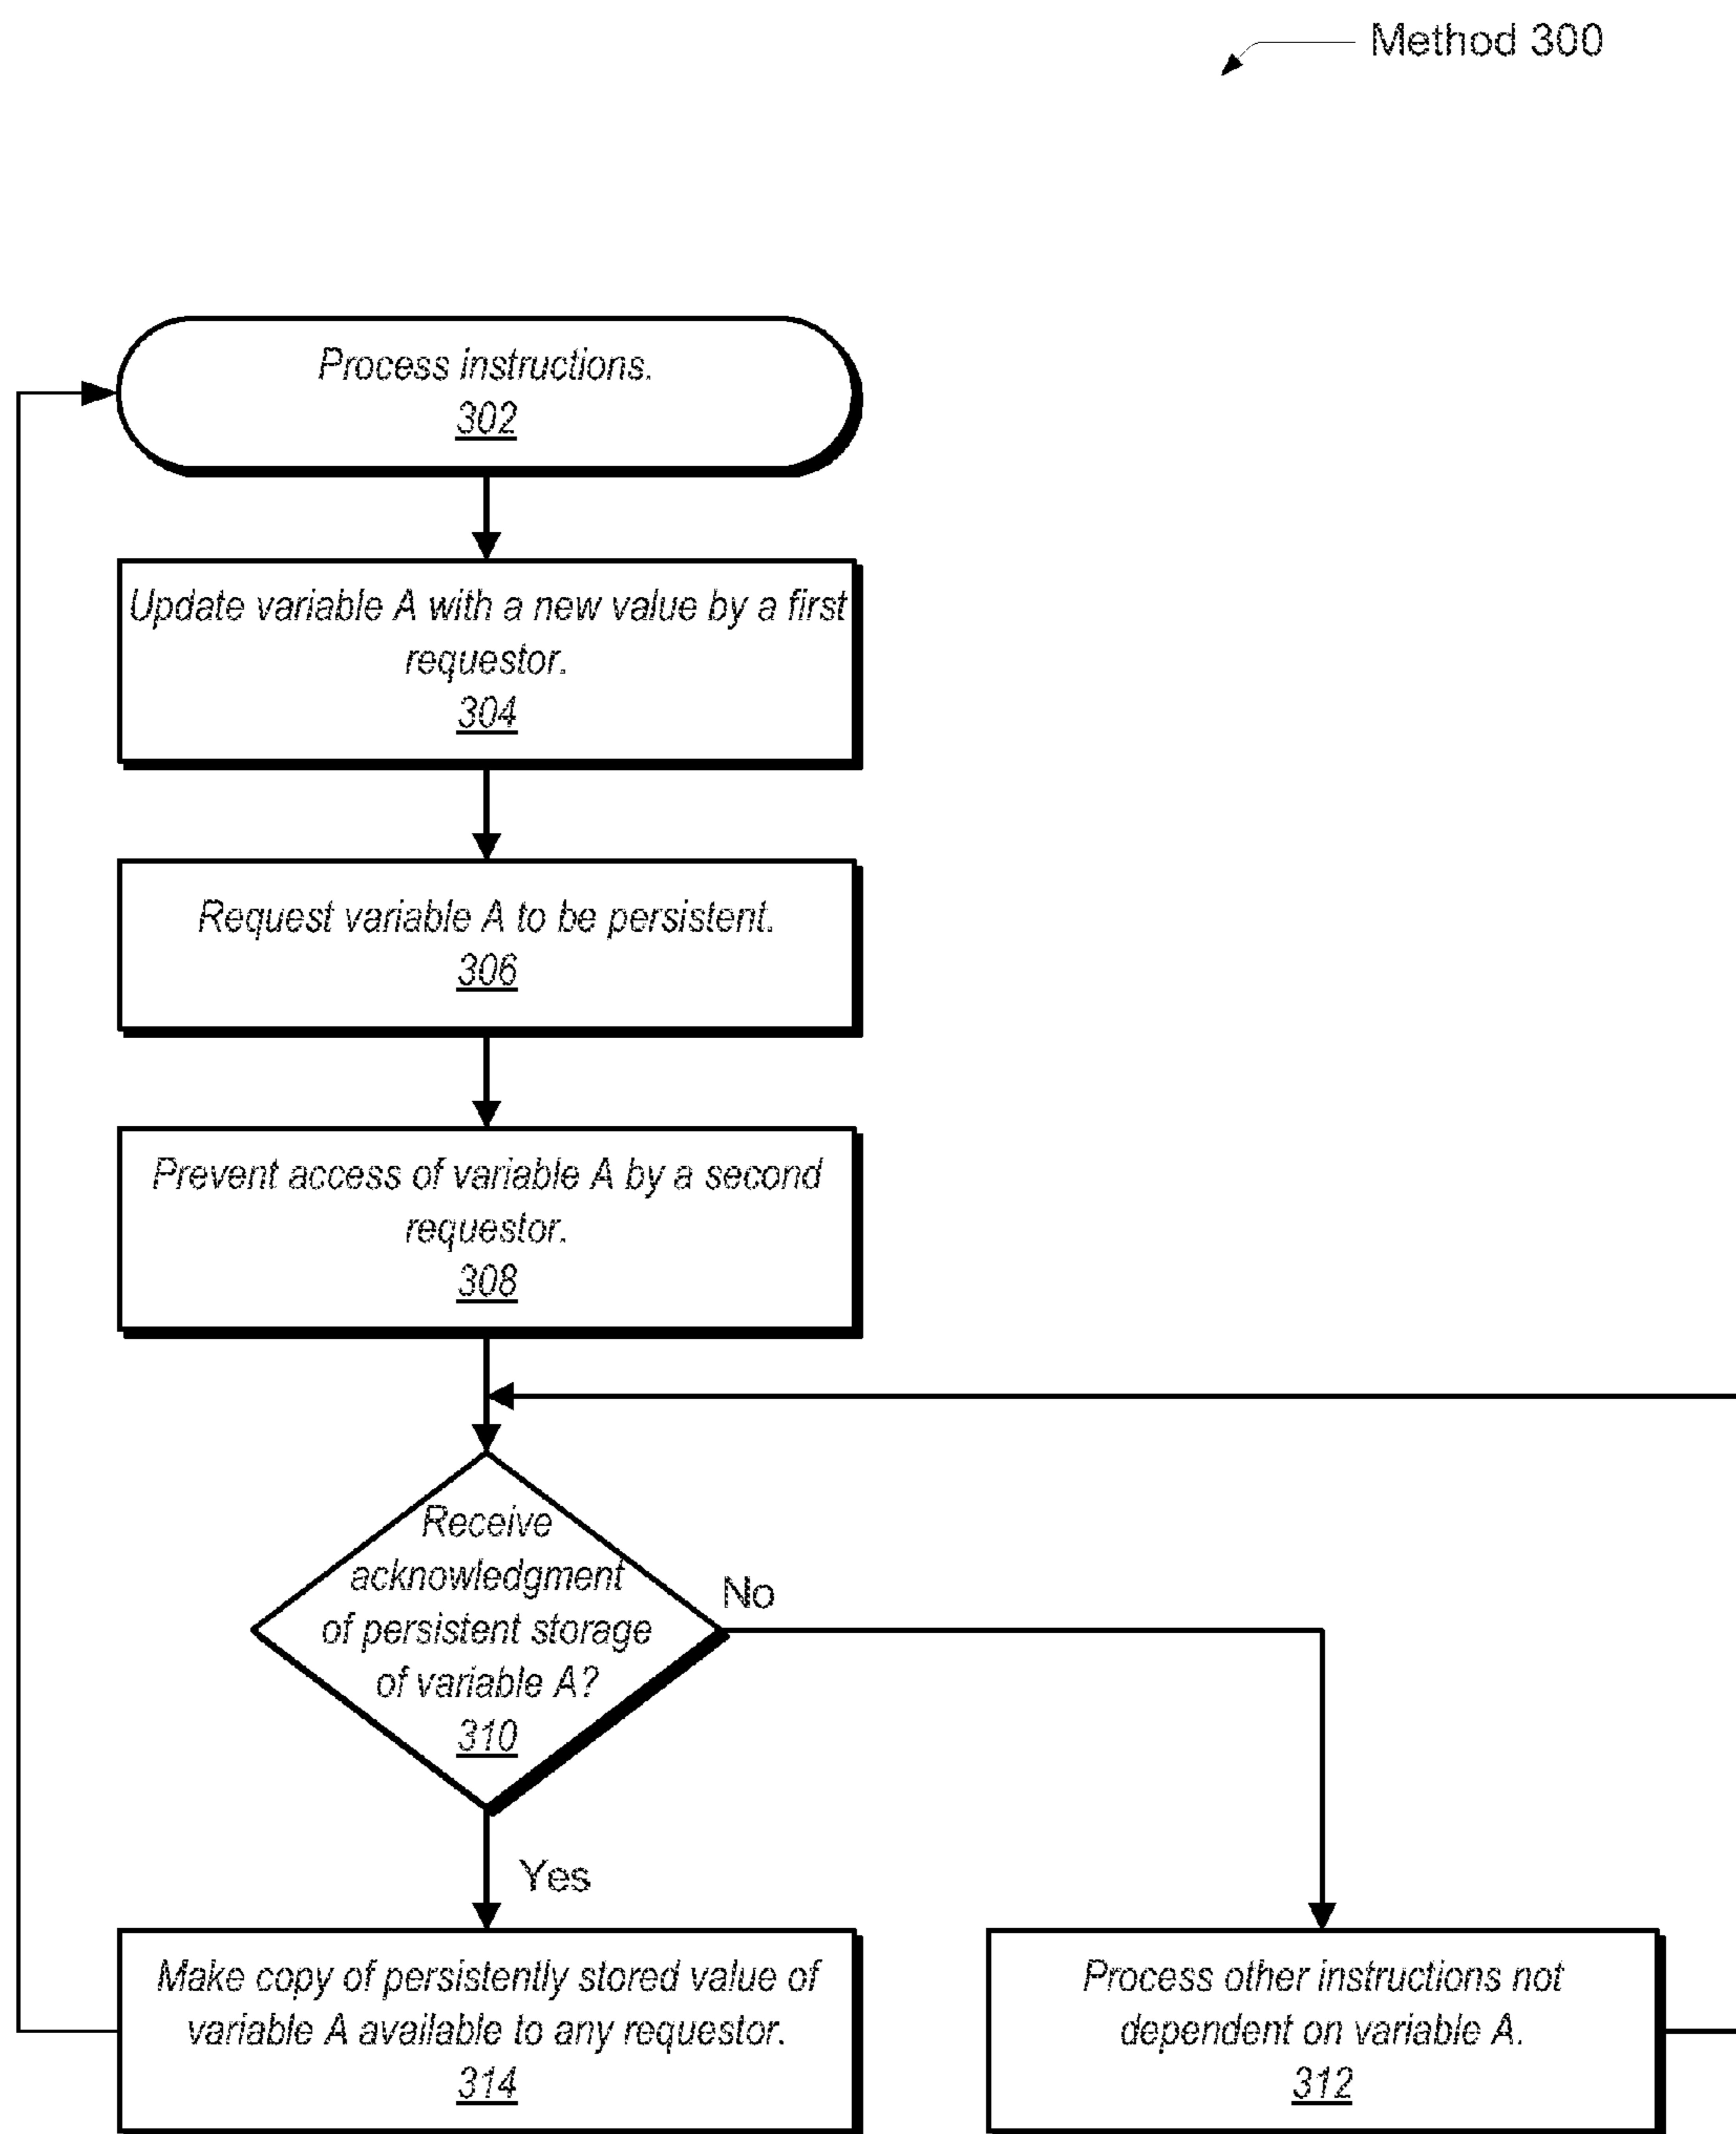 Method 300
Process instructions.
302
Update variable A with a new value by a first
requestor.
304
Request variable A to be persistent.
306
Prevent access of variable A by a second
requestor.
308
Receive
acknowledgment
of persistent storage
of variable A?
310
No
Yes
Make copy of persistently stored value of
variable A available to any requestor.
314
Process other instructions not
dependent on variable A.
312